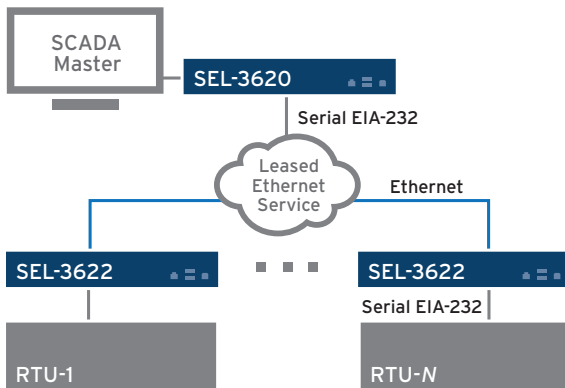 SCADA
Master
SEL-3620
Serial EIA-232
Leased
Ethernet
Service
Ethernet
SEL-3622
SEL-3622
Serial EIA-232
RTU-1
RTU-N